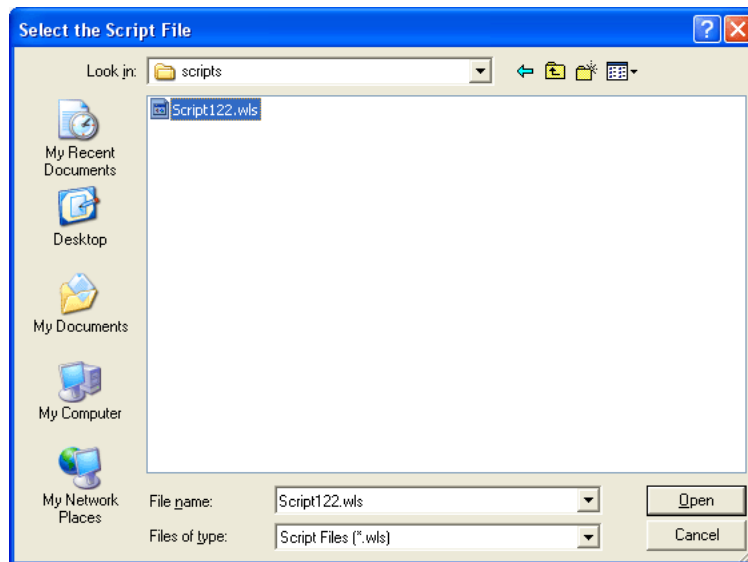 Select the Script File
Look in: scripts
Script122.wls
My Recent
Documents
Desktop
My Documents
My Computer
My Network
Places
File name: Script122.wls Open
Files of type: Script Files (*.wls) Cancel